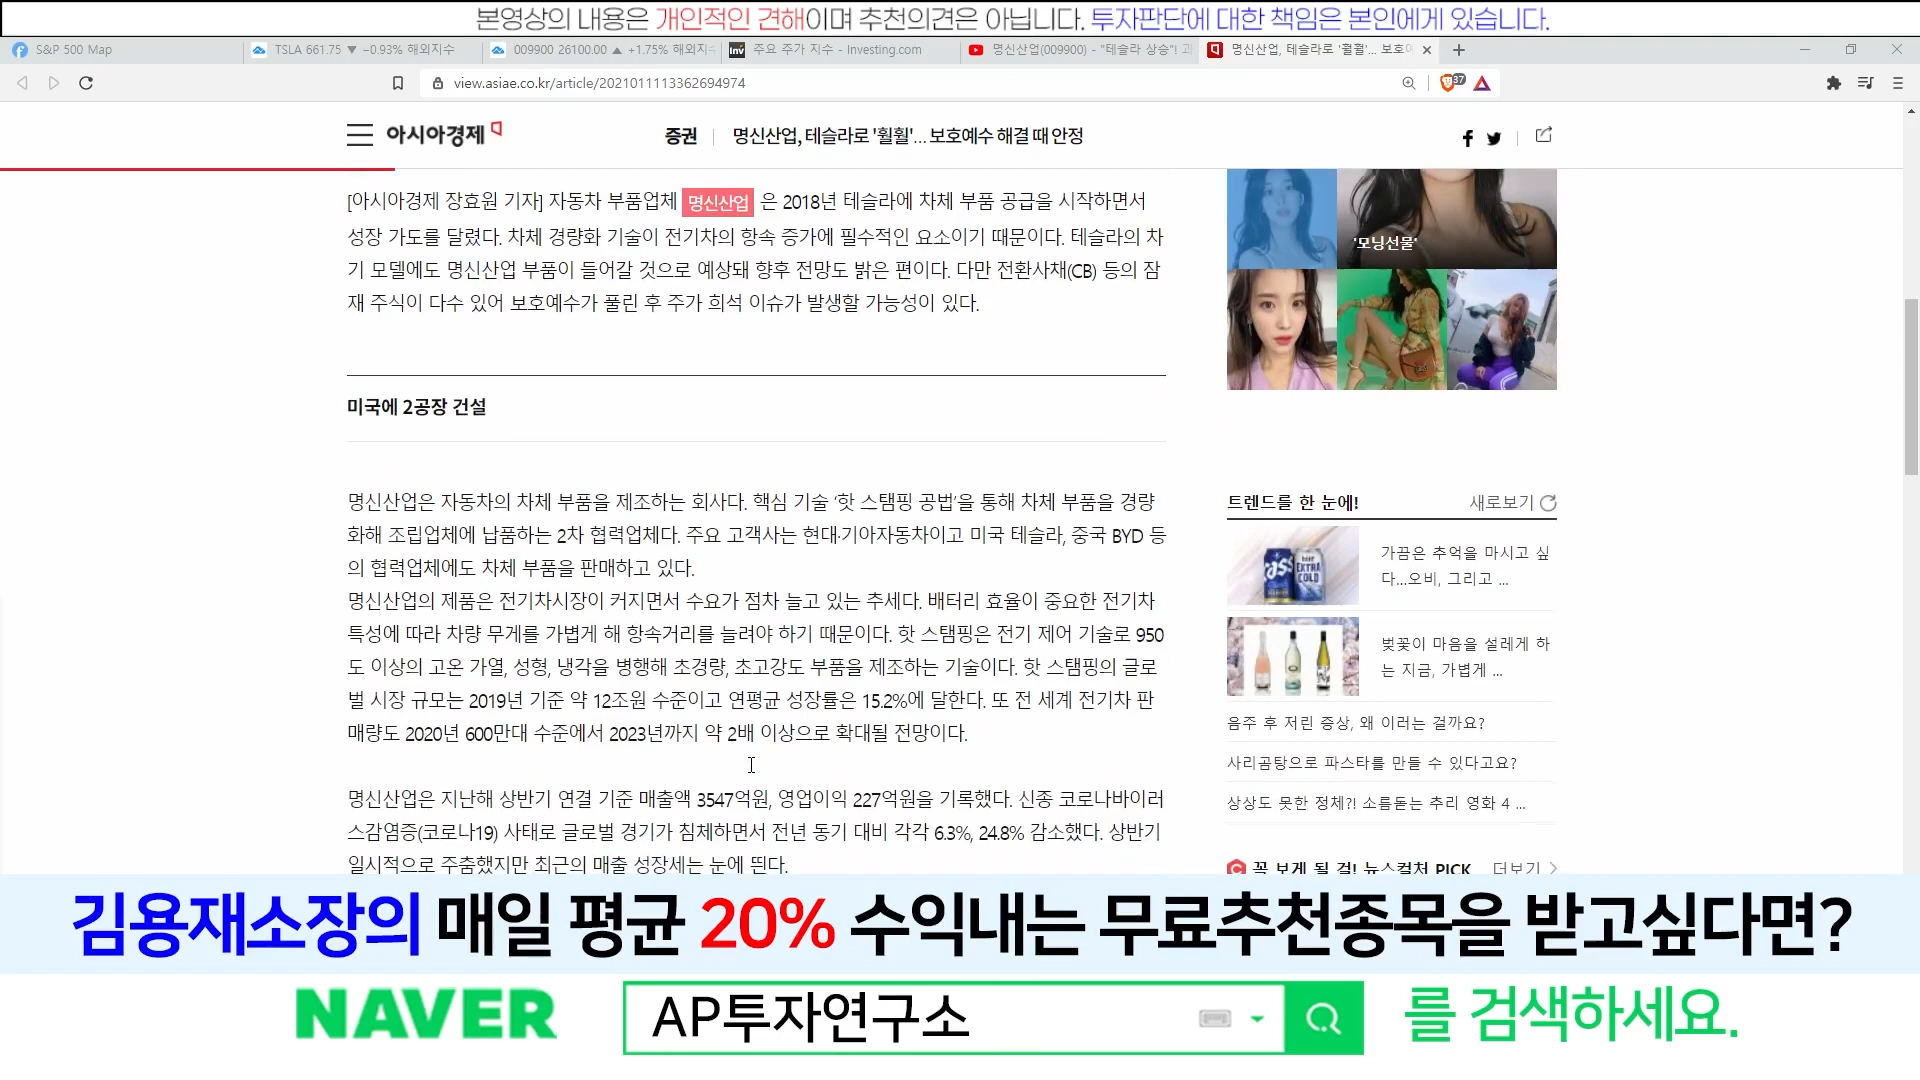 본영상의 내용은 개인적인 견해이며 추천의견은 아닙니다. 투자판단에 대한 책임은 본인에게 있습니다.
S&P 500 Map
TSLA 661.75 ▼ −0.93% 해외지수
009900 26100.00 ▲ +1.75% 해외지수
주요 주가 지수 - Investing.com
명신산업(009900) - "테슬라 상승"!
명신산업, 테슬라로 '훨훨'... 보호예
view.asiae.co.kr/article/2021011113362694974
37
아시아경제
증권
명신산업, 테슬라로 '훨훨'... 보호예수 해결 때 안정
[아시아경제 장효원 기자] 자동차 부품업체 명신산업 은 2018년 테슬라에 차체 부품 공급을 시작하면서
성장 가도를 달렸다. 차체 경량화 기술이 전기차의 항속 증가에 필수적인 요소이기 때문이다. 테슬라의 차
기 모델에도 명신산업 부품이 들어갈 것으로 예상돼 향후 전망도 밝은 편이다. 다만 전환사채(CB) 등의 잠
재 주식이 다수 있어 보호예수가 풀린 후 주가 희석 이슈가 발생할 가능성이 있다.
'모닝선물'
미국에 2공장 건설
명신산업은 자동차의 차체 부품을 제조하는 회사다. 핵심 기술 ‘핫 스탬핑 공법’을 통해 차체 부품을 경량
화해 조립업체에 납품하는 2차 협력업체다. 주요 고객사는 현대·기아자동차이고 미국 테슬라, 중국 BYD 등
의 협력업체에도 차체 부품을 판매하고 있다.
명신산업의 제품은 전기차시장이 커지면서 수요가 점차 늘고 있는 추세다. 배터리 효율이 중요한 전기차
특성에 따라 차량 무게를 가볍게 해 항속거리를 늘려야 하기 때문이다. 핫 스탬핑은 전기 제어 기술로 950
도 이상의 고온 가열, 성형, 냉각을 병행해 초경량, 초고강도 부품을 제조하는 기술이다. 핫 스탬핑의 글로
벌 시장 규모는 2019년 기준 약 12조원 수준이고 연평균 성장률은 15.2%에 달한다. 또 전 세계 전기차 판
매량도 2020년 600만대 수준에서 2023년까지 약 2배 이상으로 확대될 전망이다.
명신산업은 지난해 상반기 연결 기준 매출액 3547억원, 영업이익 227억원을 기록했다. 신종 코로나바이러
스감염증(코로나19) 사태로 글로벌 경기가 침체하면서 전년 동기 대비 각각 6.3%, 24.8% 감소했다. 상반기
일시적으로 주춤했지만 최근의 매출 성장세는 눈에 띈다.
트렌드를 한 눈에!
새로보기
cass
EXTRA COLD
가끔은 추억을 마시고 싶
다...오비, 그리고 ...
벚꽃이 마음을 설레게 하
는 지금, 가볍게 ...
음주 후 저린 증상, 왜 이러는 걸까요?
사리곰탕으로 파스타를 만들 수 있다고요?
상상도 못한 정체?! 소름돋는 추리 영화 4 ...
꼭 보게 될 걸! 뉴스컬처 PICK
더보기
김용재소장의 매일 평균 20% 수익내는 무료추천종목을 받고싶다면?
NAVER
AP투자연구소
를 검색하세요.